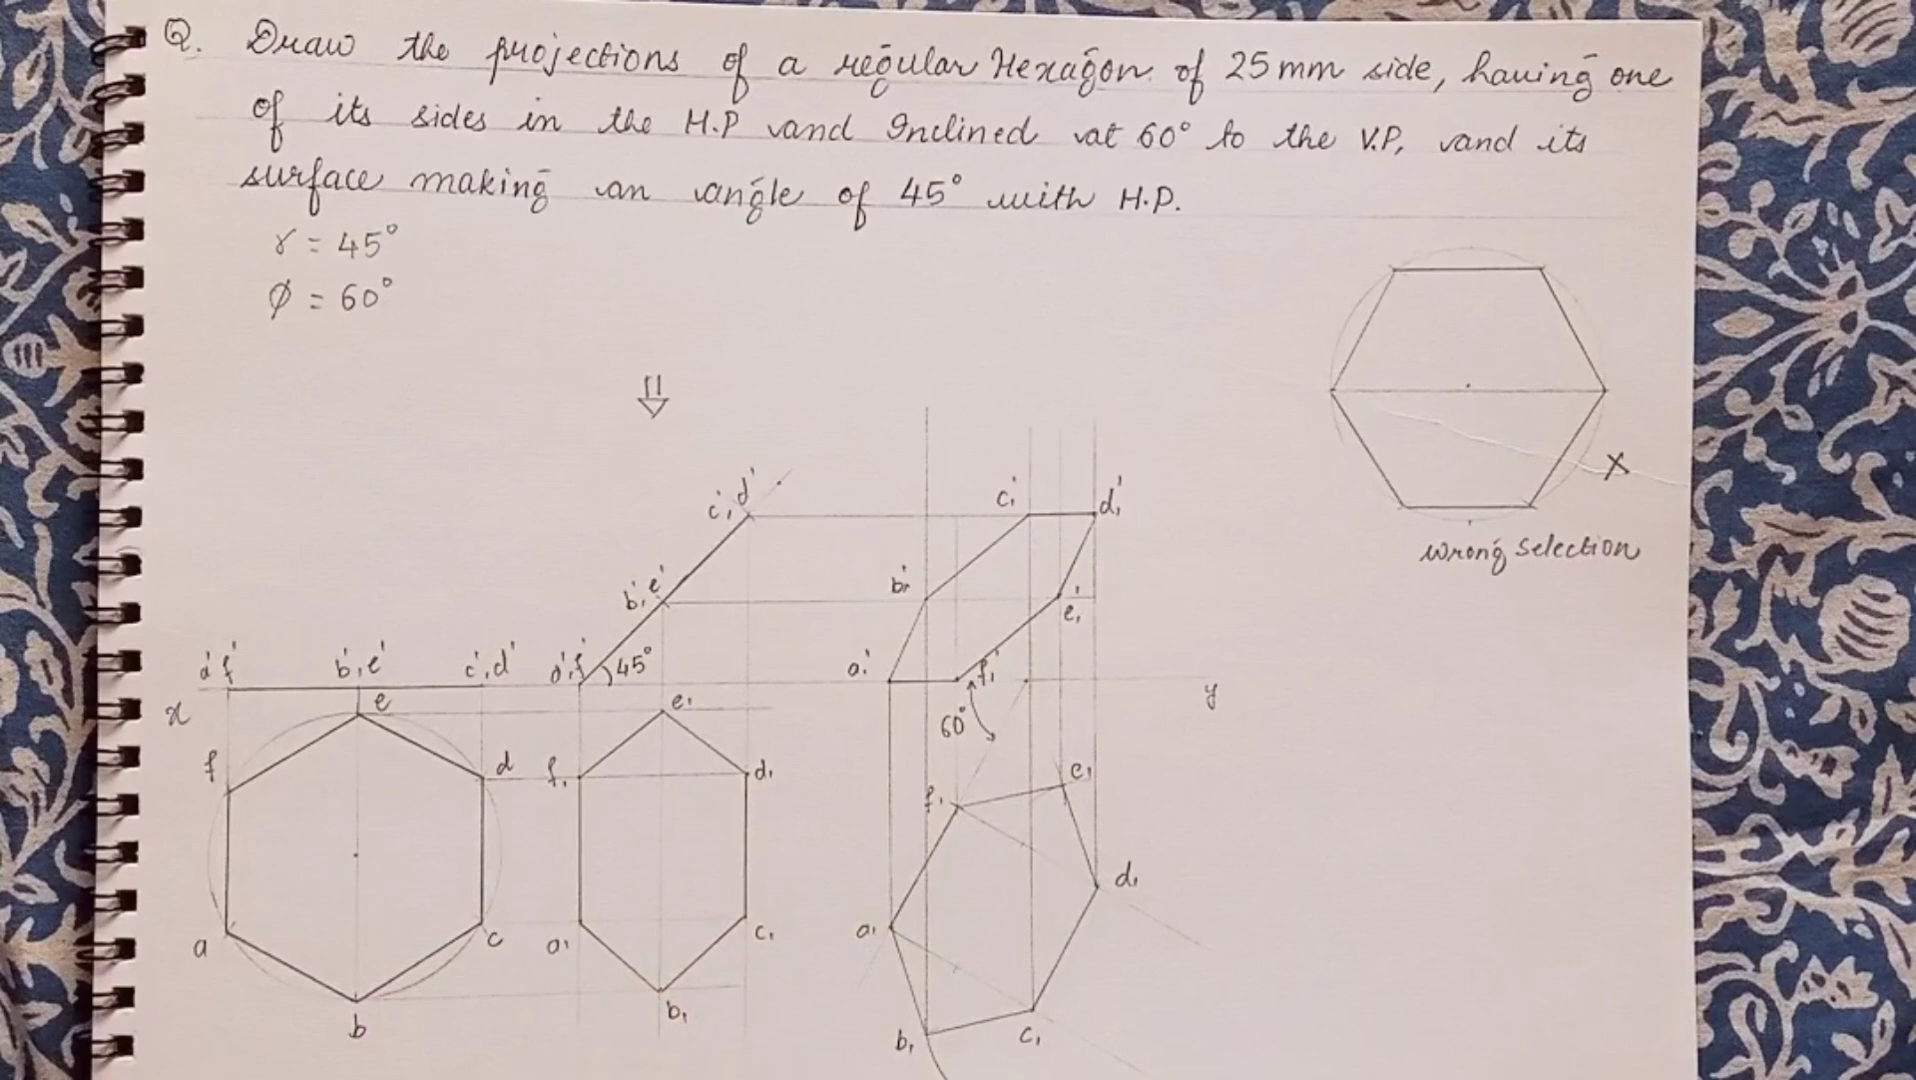 Q. Draw the projections of a regular Hexagon of 25mm side, having one
of its sides in the H.P and Inclined at 60° to the V.P, and its
surface making an angle of 45° with H.P.
γ = 45°
Ø = 60°
⇓
c', d'
c₁'
d₁'
X
wrong selection
b', e'
b₁'
e₁'
a' f'
b', e'
c', d'
a', f'
45°
a₁'
f₁'
x
y
60°
e
e₁
f
d
f₁
d₁
f₁
e₁
d₁
a
c
a₁
c₁
a₁
b
b₁
b₁
c₁